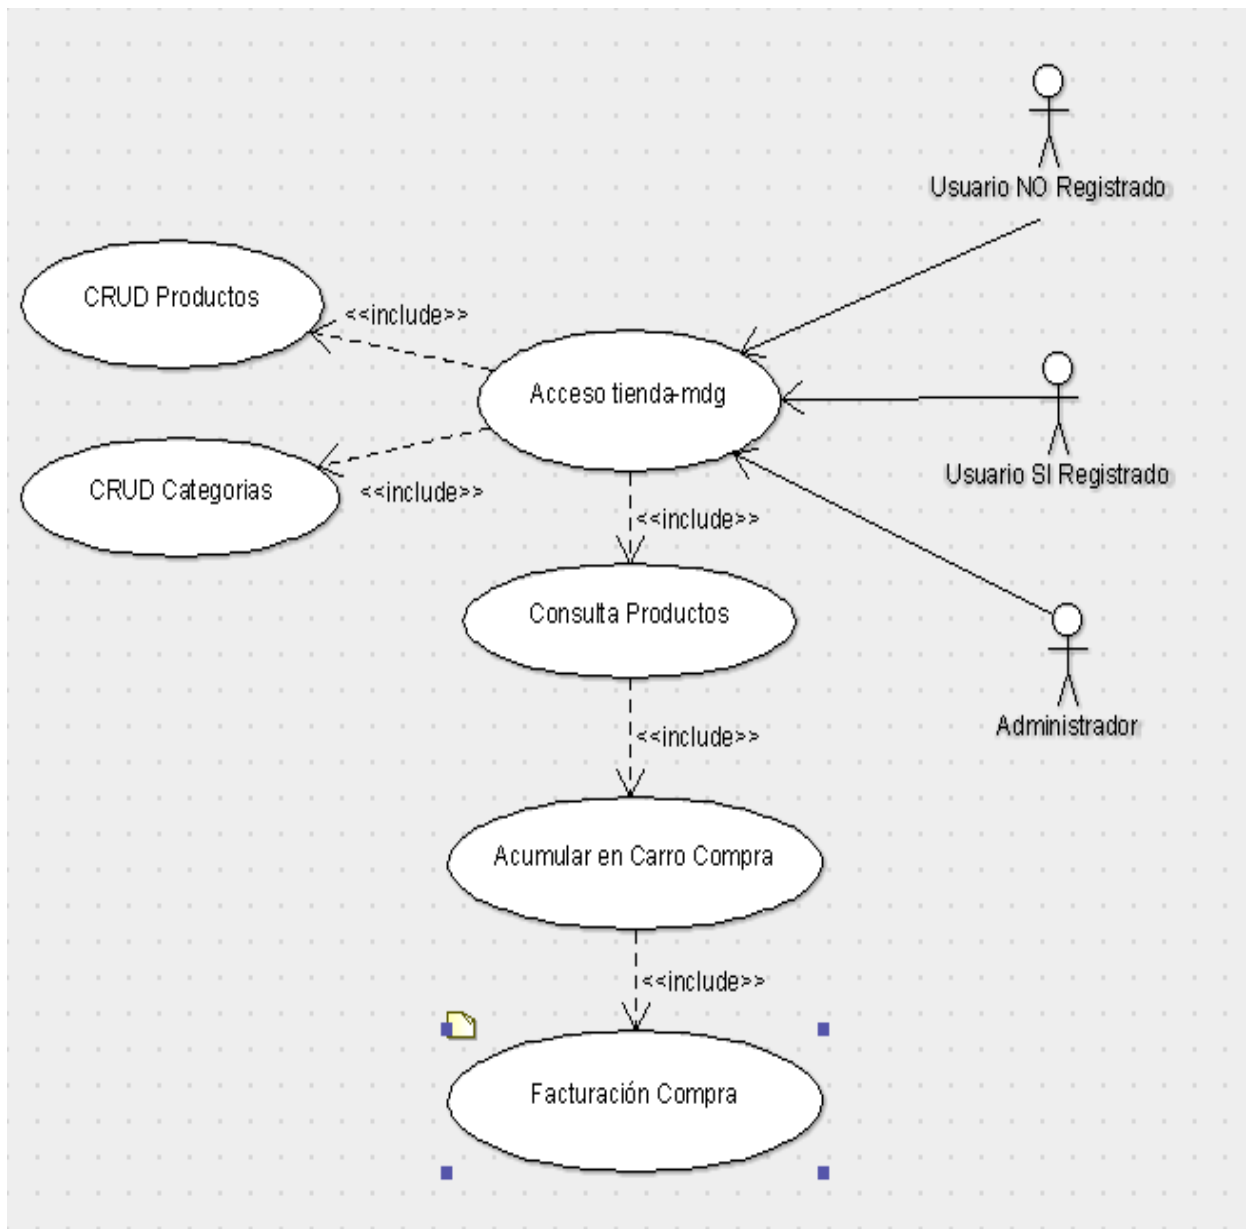 Usuario NO Registrado
CRUD Productos
<<include>>
Acceso tienda-mdg
Usuario SI Registrado
CRUD Categorias
<<include>>
<<include>>
Consulta Productos
Administrador
<<include>>
Acumular en Carro Compra
<<include>>
Facturación Compra